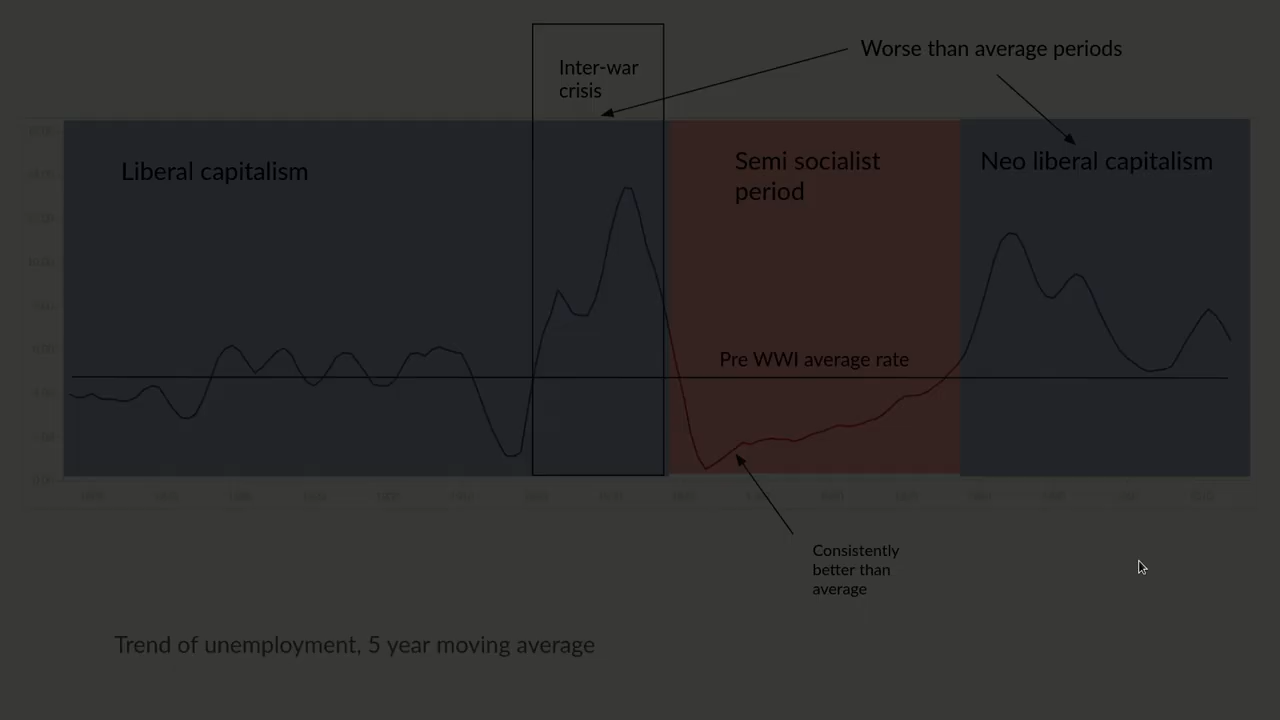 Worse than average periods
Inter-war
crisis
Liberal capitalism
Semi socialist
period
Neo liberal capitalism
Pre WWI average rate
Consistently
better than
average
Trend of unemployment, 5 year moving average